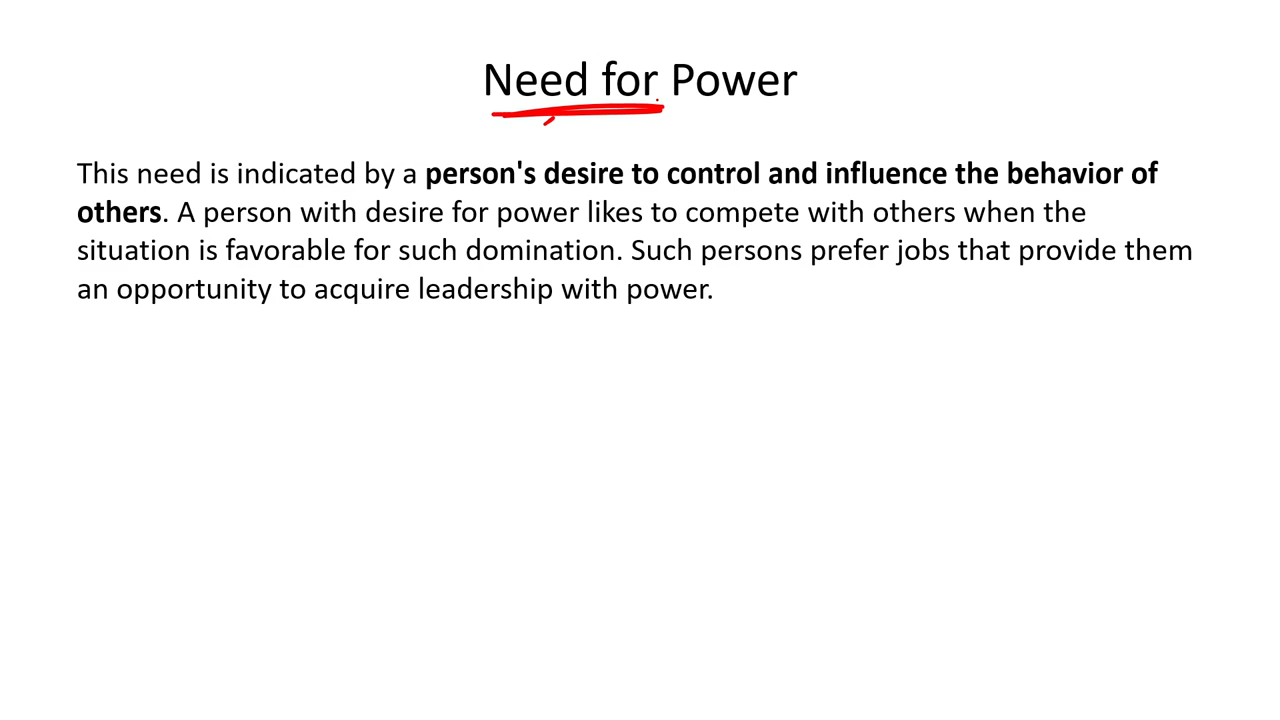 Need for Power
This need is indicated by a person's desire to control and influence the behavior of
others. A person with desire for power likes to compete with others when the
situation is favorable for such domination. Such persons prefer jobs that provide them
an opportunity to acquire leadership with power.